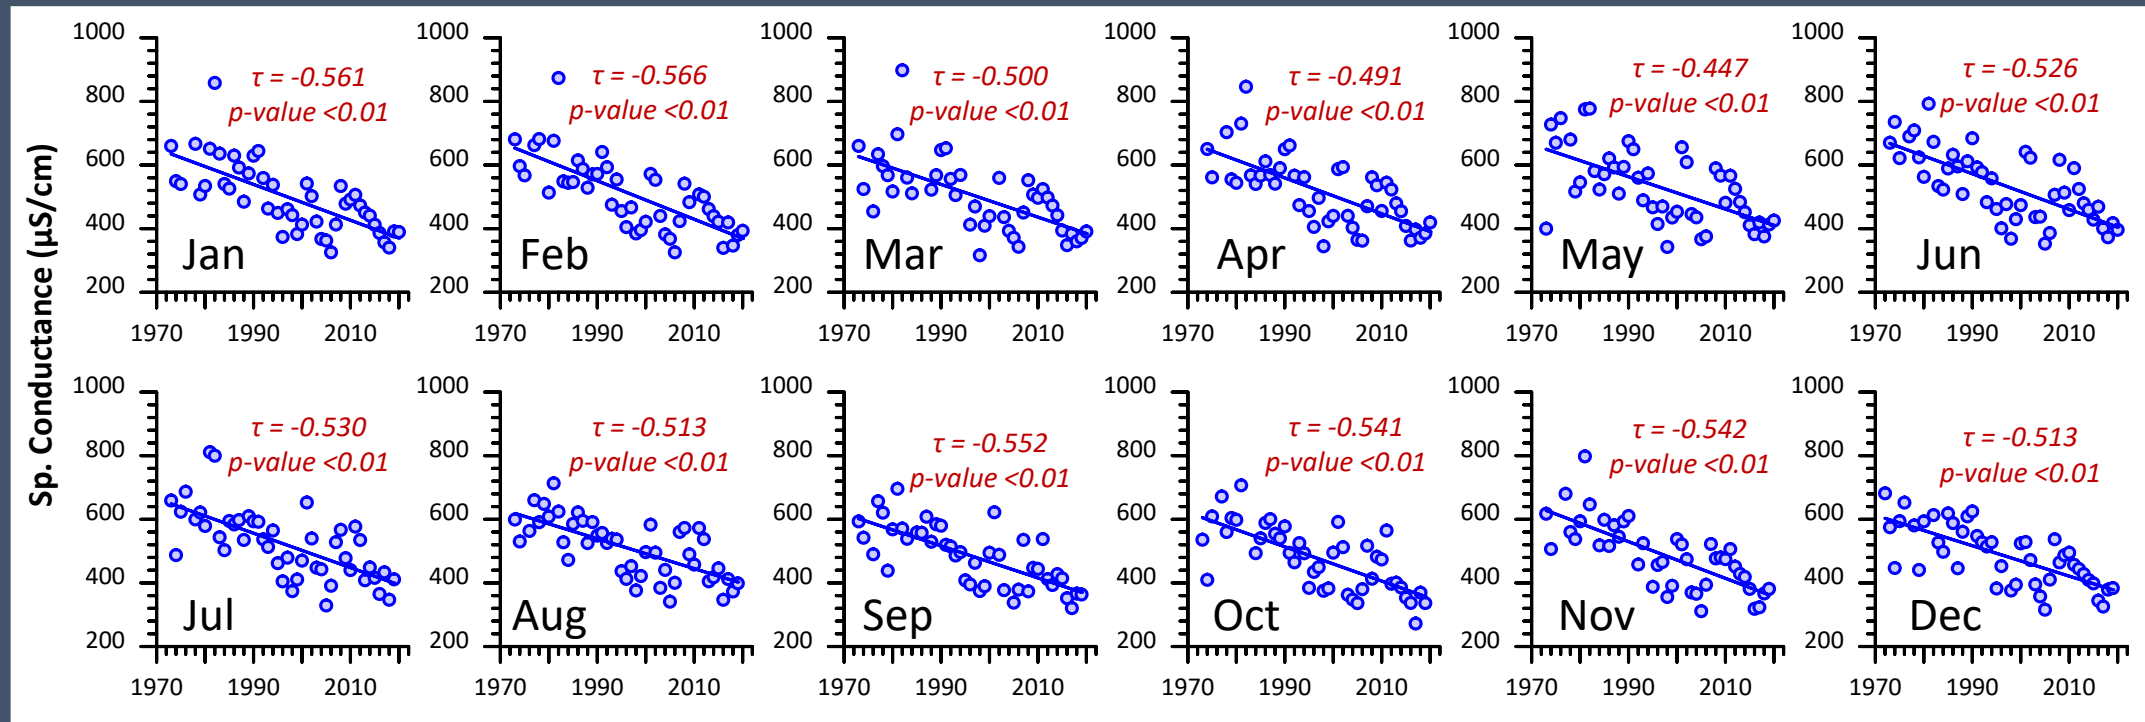 Sp. Conductance (µS/cm)
1000 800 600 400 200
1970 1990 2010
τ = -0.561
p-value <0.01
Jan
1000 800 600 400 200
1970 1990 2010
τ = -0.566
p-value <0.01
Feb
1000 800 600 400 200
1970 1990 2010
τ = -0.500
p-value <0.01
Mar
1000 800 600 400 200
1970 1990 2010
τ = -0.491
p-value <0.01
Apr
1000 800 600 400 200
1970 1990 2010
τ = -0.447
p-value <0.01
May
1000 800 600 400 200
1970 1990 2010
τ = -0.526
p-value <0.01
Jun
1000 800 600 400 200
1970 1990 2010
τ = -0.530
p-value <0.01
Jul
1000 800 600 400 200
1970 1990 2010
τ = -0.513
p-value <0.01
Aug
1000 800 600 400 200
1970 1990 2010
τ = -0.552
p-value <0.01
Sep
1000 800 600 400 200
1970 1990 2010
τ = -0.541
p-value <0.01
Oct
1000 800 600 400 200
1970 1990 2010
τ = -0.542
p-value <0.01
Nov
1000 800 600 400 200
1970 1990 2010
τ = -0.513
p-value <0.01
Dec